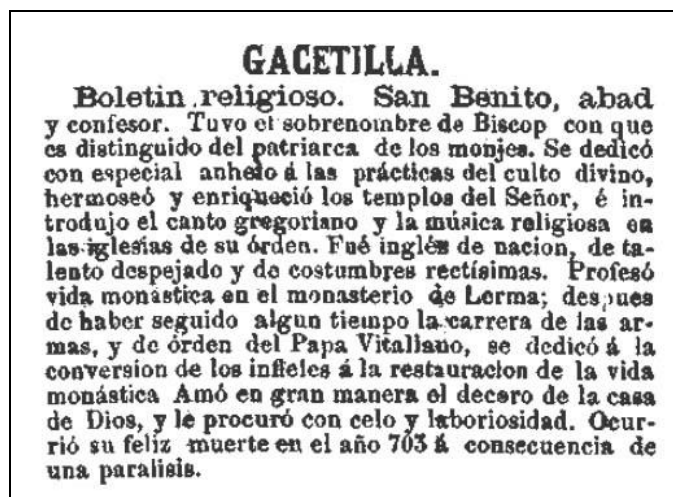 GACETILLA.
Boletin religioso. San Benito, abad
y confesor. Tuvo el sobrenombre de Biscop con que
es distinguido del patriarca de los monjes. Se dedicó
con especial anhelo á las prácticas del culto divino,
hermoseó y enriqueció los templos del Señor, é in-
trodujo el canto gregoriano y la música religiosa en
las iglesias de su órden. Fué inglés de nacion, de ta-
lento despejado y de costumbres rectísimas. Profesó
vida monástica en el monasterio de Lerma; despues
de haber seguido algun tiempo la carrera de las ar-
mas, y de órden del Papa Vitaliano, se dedicó á la
conversion de los infieles á la restauracion de la vida
monástica Amó en gran manera el decoro de la casa
de Dios, y le procuró con celo y laboriosidad. Ocur-
rió su feliz muerte en el año 703 á consecuencia de
una paralisis.